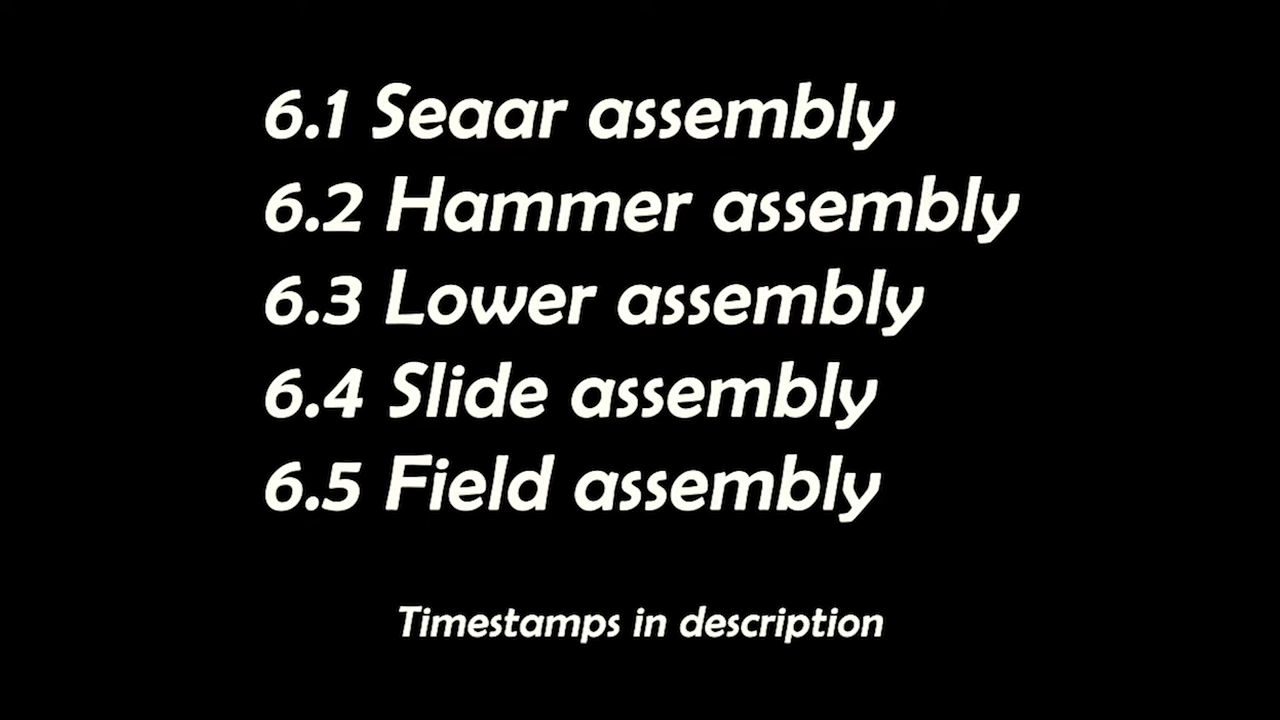 6.1 Seaar assembly
6.2 Hammer assembly
6.3 Lower assembly
6.4 Slide assembly
6.5 Field assembly
Timestamps in description